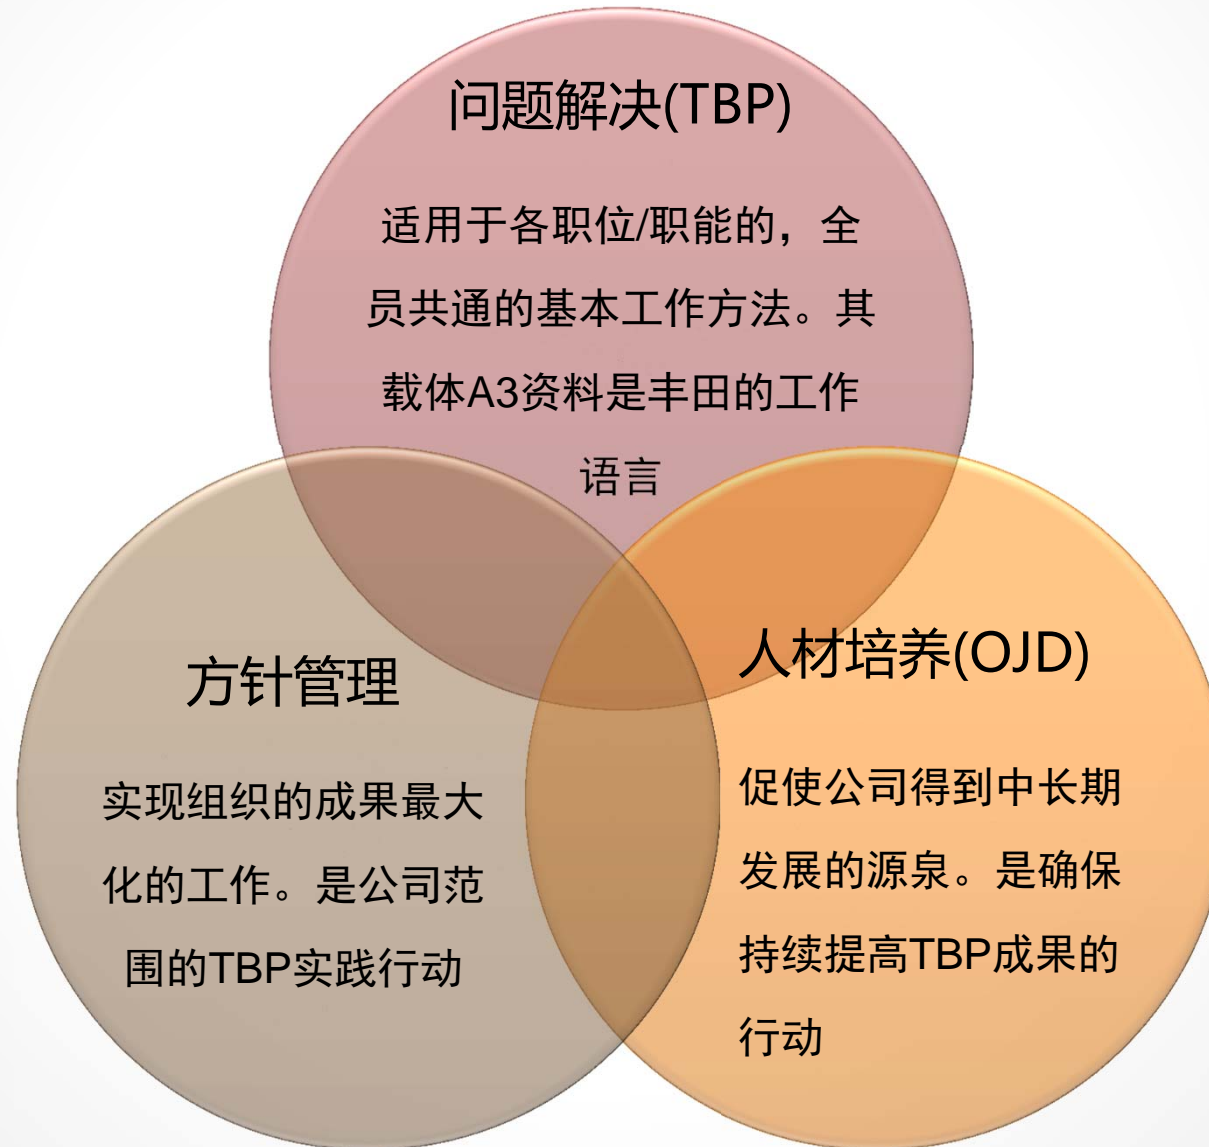 问题解决(TBP)
适用于各职位/职能的，全
员共通的基本工作方法。其
载体A3资料是丰田的工作
语言
方针管理
实现组织的成果最大
化的工作。是公司范
围的TBP实践行动
人材培养(OJD)
促使公司得到中长期
发展的源泉。是确保
持续提高TBP成果的
行动